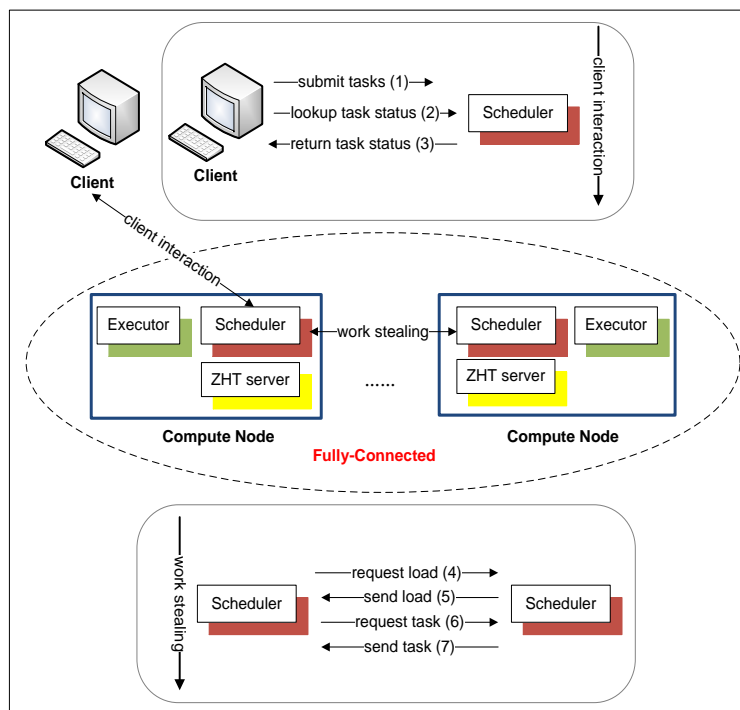 submit tasks (1)
lookup task status (2)
return task status (3)
Scheduler
client interaction
Client
Client
client interaction
Executor
Scheduler
ZHT server
work stealing
......
Scheduler
Executor
ZHT server
Compute Node
Compute Node
Fully-Connected
work stealing
Scheduler
request load (4)
send load (5)
request task (6)
send task (7)
Scheduler